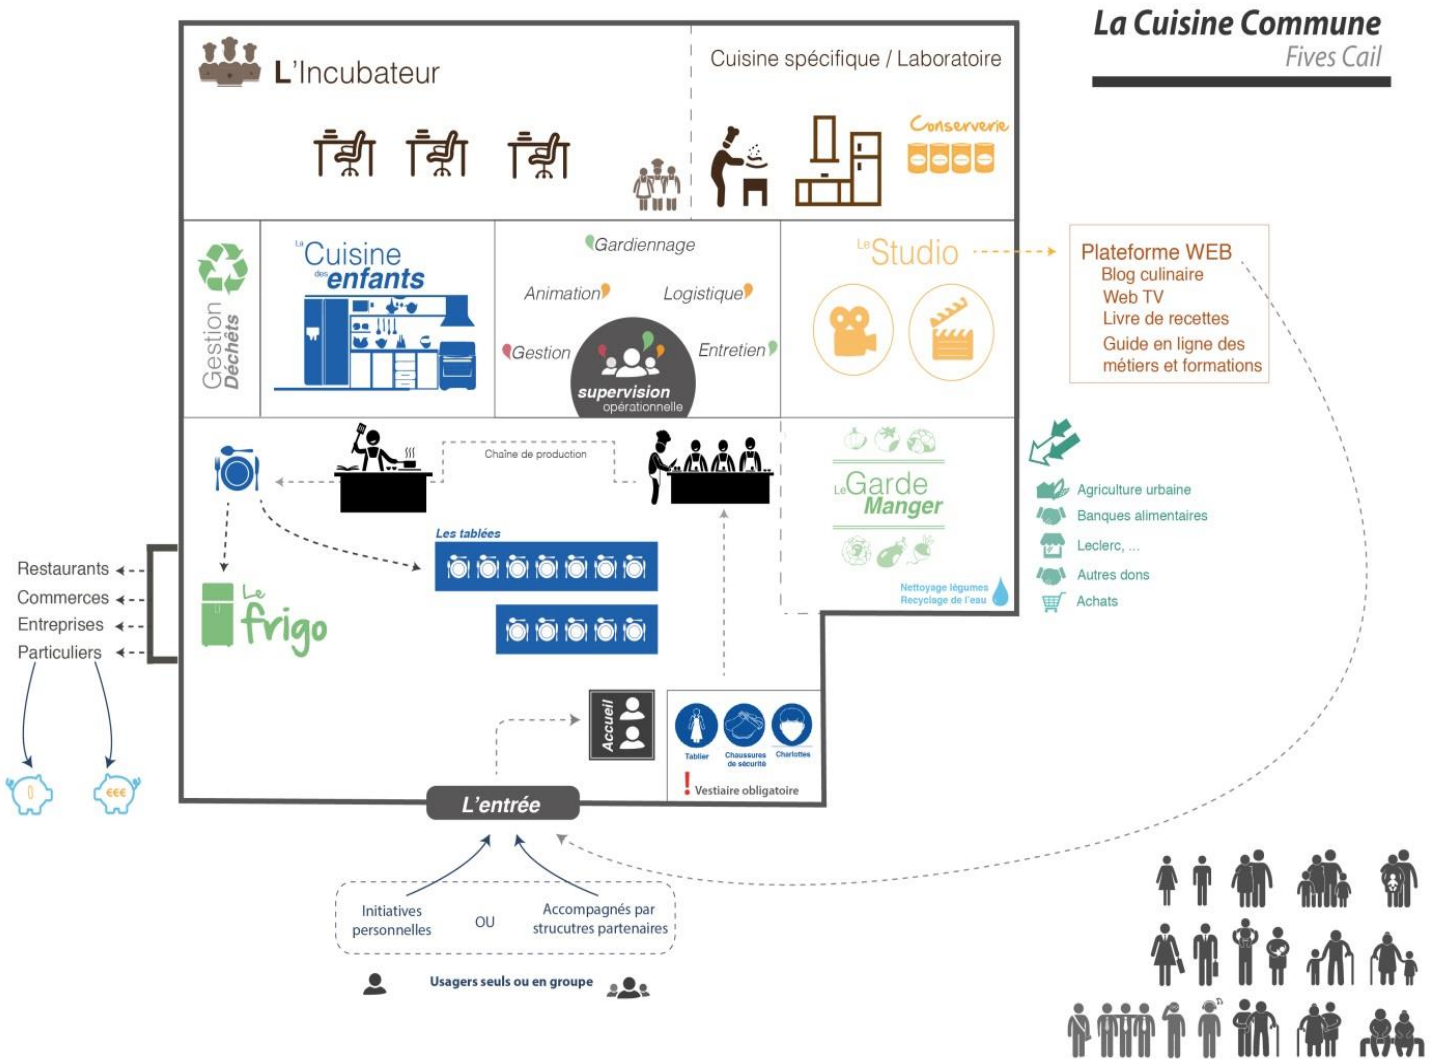 La Cuisine Commune
Fives Cail
L'Incubateur
Cuisine spécifique / Laboratoire
Conserverie
Gestion
Déchêts
La Cuisine
des enfants
Gardiennage
Animation
Logistique
Gestion
Entretien
supervision
opérationnelle
Le Studio
Plateforme WEB
Blog culinaire
Web TV
Livre de recettes
Guide en ligne des
métiers et formations
Chaîne de production
Le Garde
Manger
Nettoyage légumes
Recyclage de l'eau
Agriculture urbaine
Banques alimentaires
Leclerc, ...
Autres dons
Achats
Les tablées
Le
frigo
Restaurants
Commerces
Entreprises
Particuliers
€€€
Accueil
Tablier
Chaussures
de sécurité
Charlottes
! Vestiaire obligatoire
L'entrée
Initiatives
personnelles
OU
Accompagnés par
strucutres partenaires
Usagers seuls ou en groupe